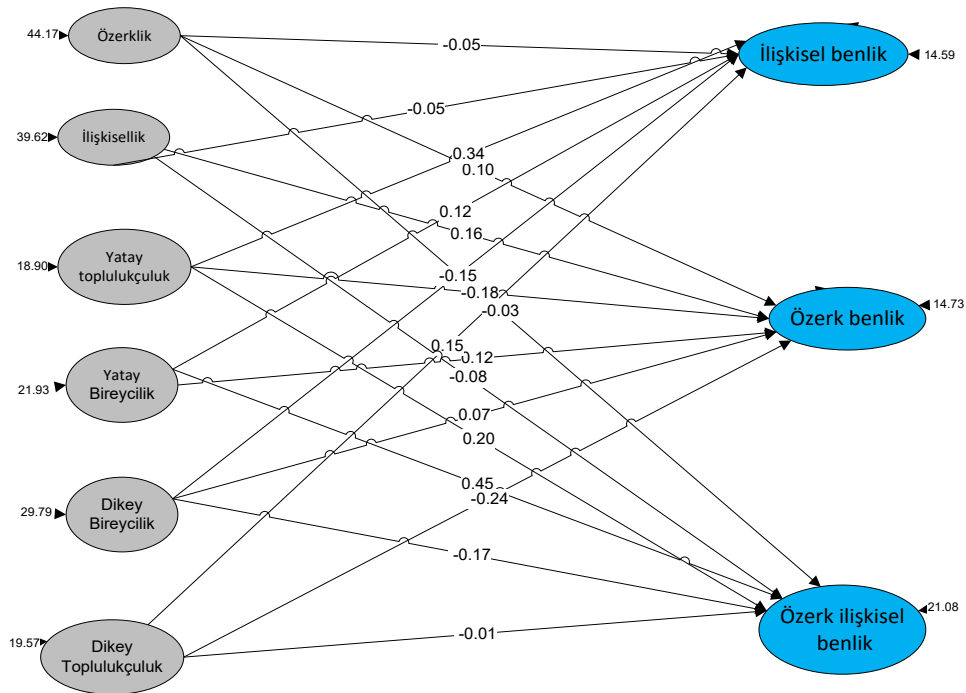 44.17
Özerklik
-0.05
İlişkisel benlik
14.59
39.62
İlişkisellik
-0.05
0.34
0.10
0.12
0.16
18.90
Yatay
toplulukçuluk
-0.15
-0.18
-0.03
Özerk benlik
14.73
21.93
Yatay
Bireycilik
0.15
0.12
-0.08
0.07
0.20
0.45
-0.24
29.79
Dikey
Bireycilik
-0.17
19.57
Dikey
Toplulukçuluk
-0.01
Özerk ilişkisel
benlik
21.08